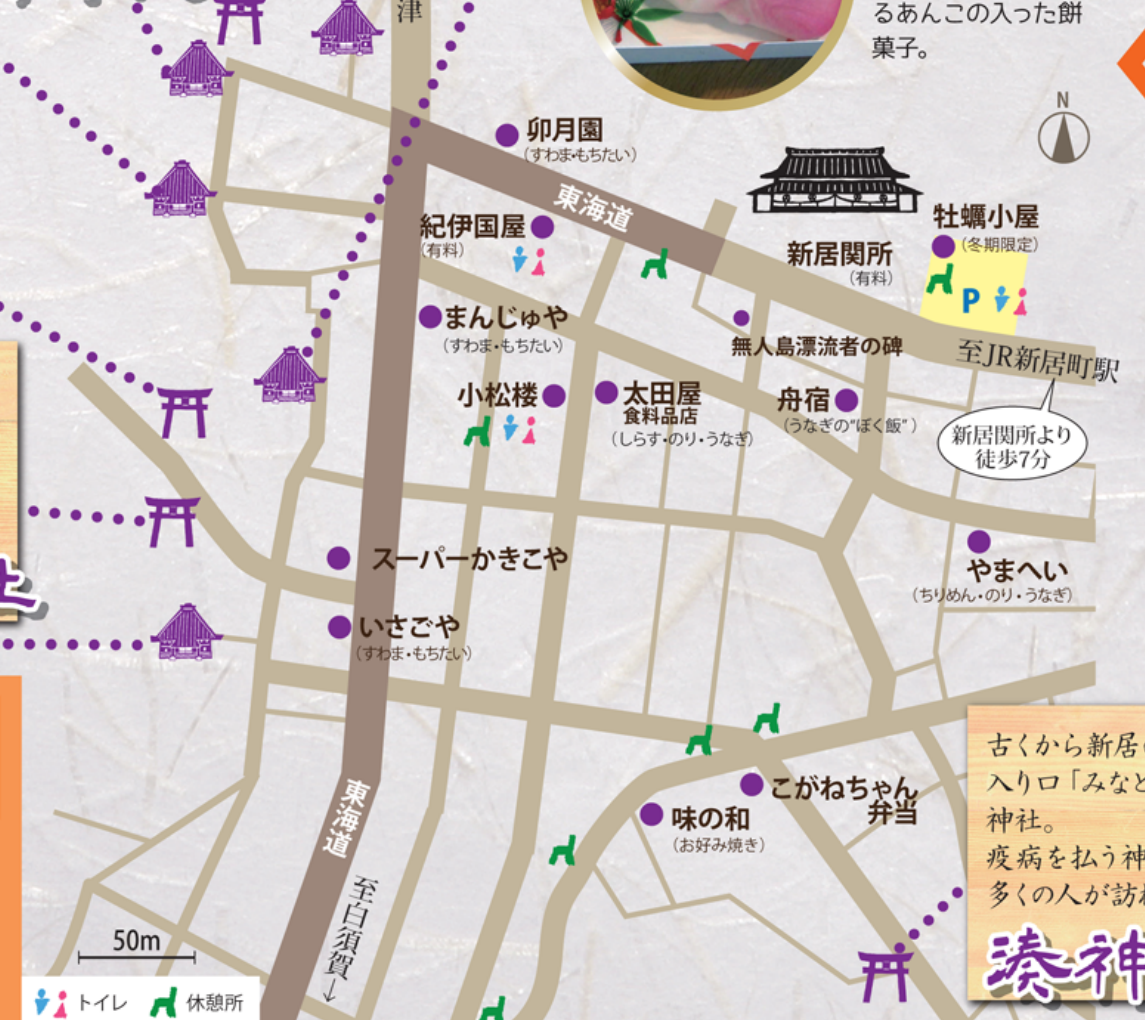 津
るあんこの入った餅
菓子。
N
卯月園
(すわま・もちたい)
東海道
紀伊国屋
(有料)
新居関所
(有料)
牡蠣小屋
(冬期限定)
P
まんじゅや
(すわま・もちたい)
無人島漂流者の碑
至JR新居町駅
小松楼
太田屋
食料品店
(しらす・のり・うなぎ)
舟宿
(うなぎの"ぼく飯")
新居関所より
徒歩7分
スーパーかきこや
やまへい
(ちりめん・のり・うなぎ)
いさごや
(すわま・もちたい)
東海道
こがねちゃん
弁当
味の和
(お好み焼き)
至白須賀→
古くから新居
入り口「みなと
神社。
疫病を払う神
多くの人が訪
湊神
50m
トイレ
休憩所